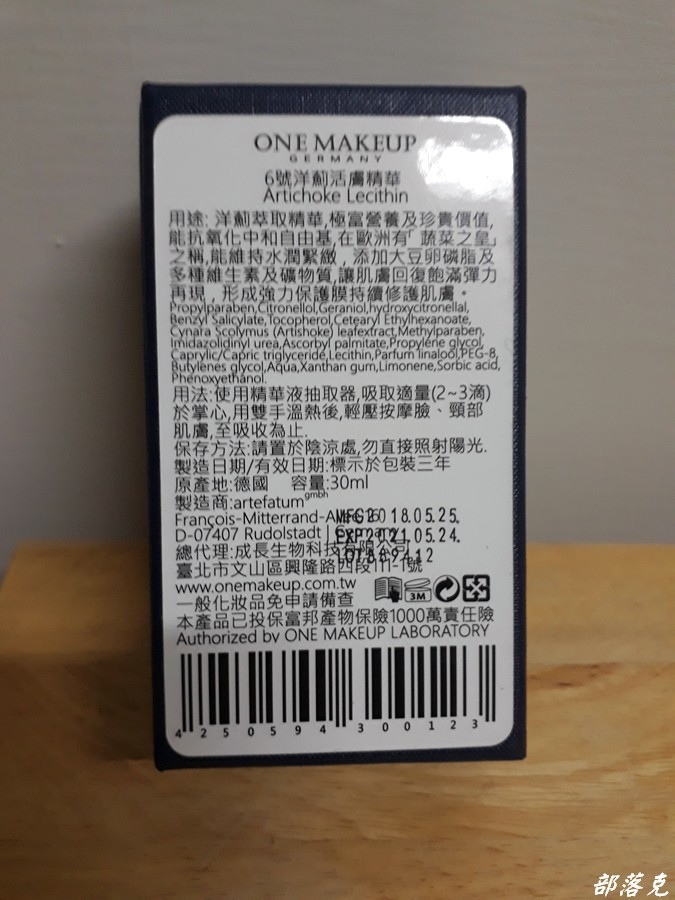 ONE MAKEUP
GERMANY
6號洋薊活膚精華
Artichoke Lecithin
用途: 洋薊萃取精華,極富營養及珍貴價值,
能抗氧化中和自由基,在歐洲有「蔬菜之皇」
之稱,能維持水潤緊緻，添加大豆卵磷脂及
多種維生素及礦物質,讓肌膚回復飽滿彈力
再現，形成強力保護膜持續修護肌膚。
Propylparaben,Citronellol,Geraniol,hydroxycitronellal,
Benzyl Salicylate,Tocopherol,Cetearyl Ethylhexanoate,
Cynara Scolymus (Artishoke) leafextract,Methylparaben,
Imidazolidinyl urea,Ascorbyl palmitate,Propylene glycol,
Caprylic/Capric triglyceride,Lecithin,Parfum linalool,PEG-8,
Butylenes glycol,Aqua,Xanthan gum,Limonene,Sorbic acid,
Phenoxyethanol.
用法:使用精華液抽取器,吸取適量(2~3滴)
於掌心,用雙手溫熱後,輕壓按摩臉、頸部
肌膚,至吸收為止.
保存方法:請置於陰涼處,勿直接照射陽光.
製造日期/有效日期:標示於包裝三年
原產地:德國 容量:30ml
製造商:artefatum gmbh
François-Mitterrand-
MFG2018.05.25.
D-07407 Rudolstadt
EXP2021.05.24.
總代理:成長生物科技有限公司
臺北市文山區興隆路四段11-1號
www.onemakeup.com.tw
3M
一般化妝品免申請備查
本產品已投保富邦產物保險1000萬責任險
Authorized by ONE MAKEUP LABORATORY
4250594300123
部落克